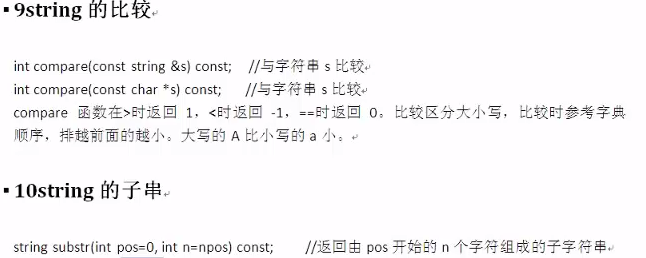 ▪9string 的比较
int compare(const string &s) const; //与字符串 s 比较
int compare(const char *s) const; //与字符串 s 比较
compare 函数在>时返回 1，<时返回 -1，==时返回 0。比较区分大小写，比较时参考字典
顺序，排越前面的越小。大写的 A 比小写的 a 小。
▪10string 的子串
string substr(int pos=0, int n=npos) const; //返回由 pos 开始的 n 个字符组成的子字符串